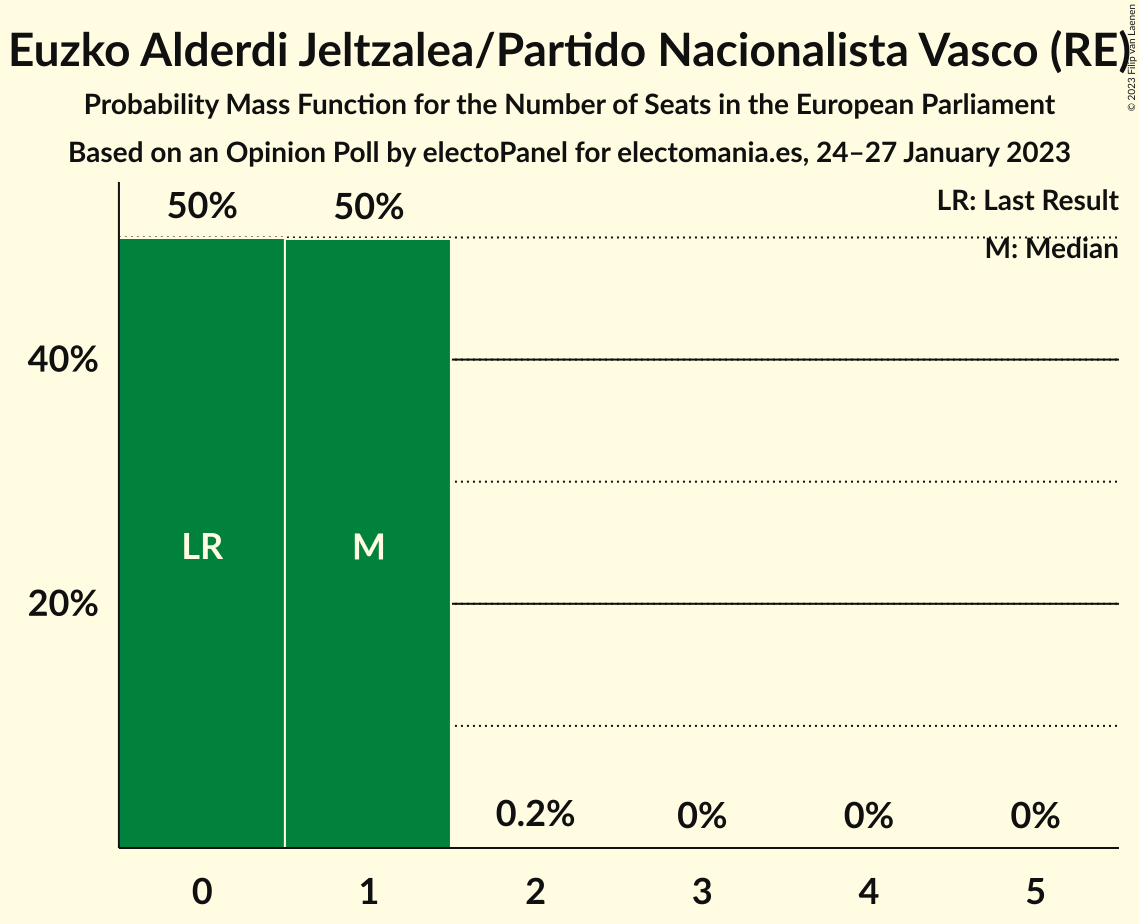 Euzko Alderdi Jeltzalea/Partido Nacionalista Vasco (RE)
Probability Mass Function for the Number of Seats in the European Parliament
Based on an Opinion Poll by electoPanel for electomania.es, 24–27 January 2023
© 2023 Filip van Laenen
LR: Last Result
M: Median
50%
50%
40%
20%
LR
M
0.2%
0%
0%
0%
0
1
2
3
4
5